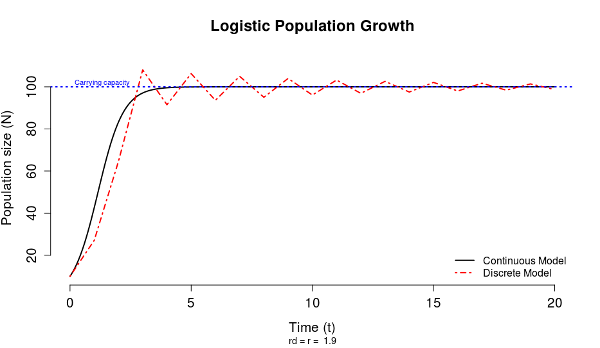 Logistic Population Growth
Population size (N)
100
80
60
40
20
Carrying capacity
Continuous Model
Discrete Model
0 5 10 15 20
Time (t)
rd = r = 1.9